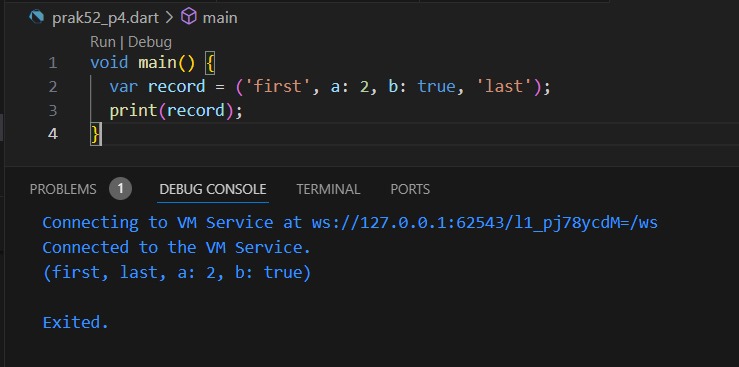 prak52_p4.dart > main
Run | Debug
1 void main() {
2   var record = ('first', a: 2, b: true, 'last');
3   print(record);
4 }
PROBLEMS 1 DEBUG CONSOLE TERMINAL PORTS
Connecting to VM Service at ws://127.0.0.1:62543/l1_pj78ycdM=/ws
Connected to the VM Service.
(first, last, a: 2, b: true)
Exited.